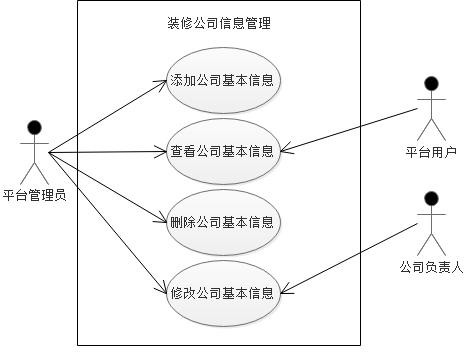 装修公司信息管理
添加公司基本信息
查看公司基本信息
平台用户
平台管理员
删除公司基本信息
公司负责人
修改公司基本信息